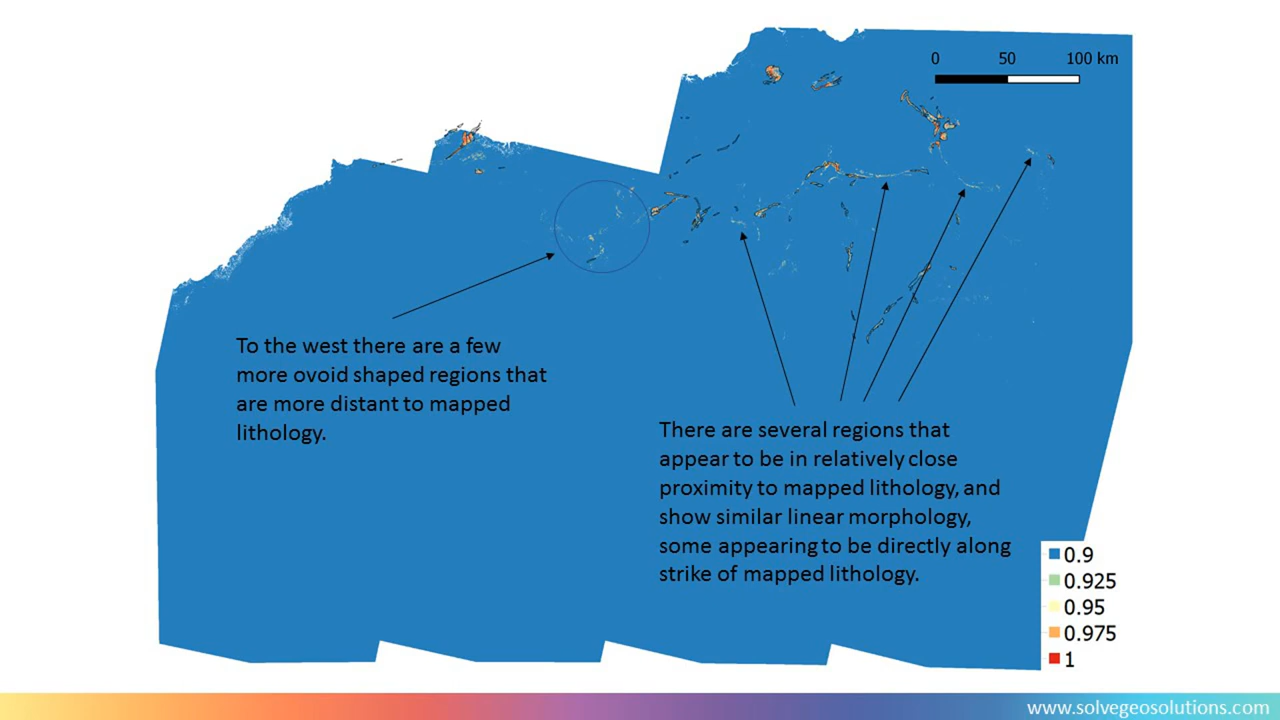 0 50 100 km
To the west there are a few
more ovoid shaped regions that
are more distant to mapped
lithology.
There are several regions that
appear to be in relatively close
proximity to mapped lithology, and
show similar linear morphology,
some appearing to be directly along
strike of mapped lithology.
0.9
0.925
0.95
0.975
1
www.solvegeosolutions.com